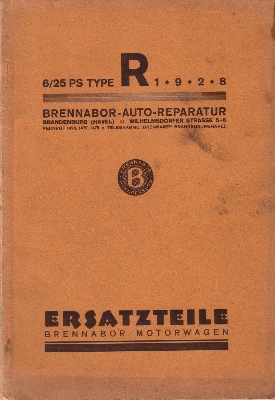 6/25 PS TYPE R 1•9•2•8
BRENNABOR-AUTO-REPARATUR
BRANDENBURG (HAVEL) :: WILHELMSDORFER STRASSE 5-6
B
ERSATZTEILE
BRENNABOR-MOTORWAGEN